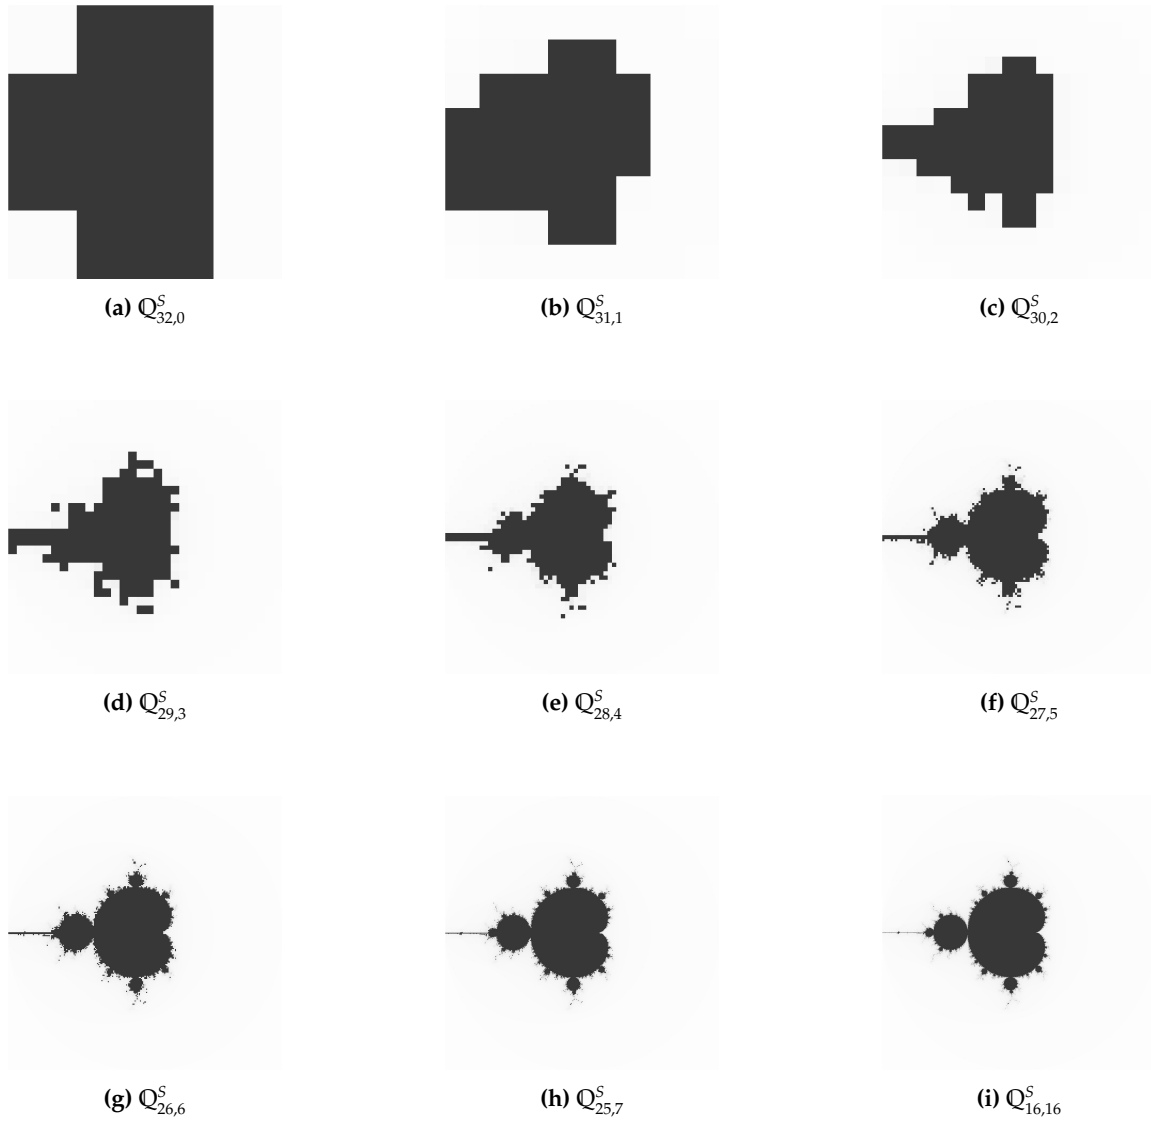 (a) ℚ^S_{32,0}
(b) ℚ^S_{31,1}
(c) ℚ^S_{30,2}
(d) ℚ^S_{29,3}
(e) ℚ^S_{28,4}
(f) ℚ^S_{27,5}
(g) ℚ^S_{26,6}
(h) ℚ^S_{25,7}
(i) ℚ^S_{16,16}